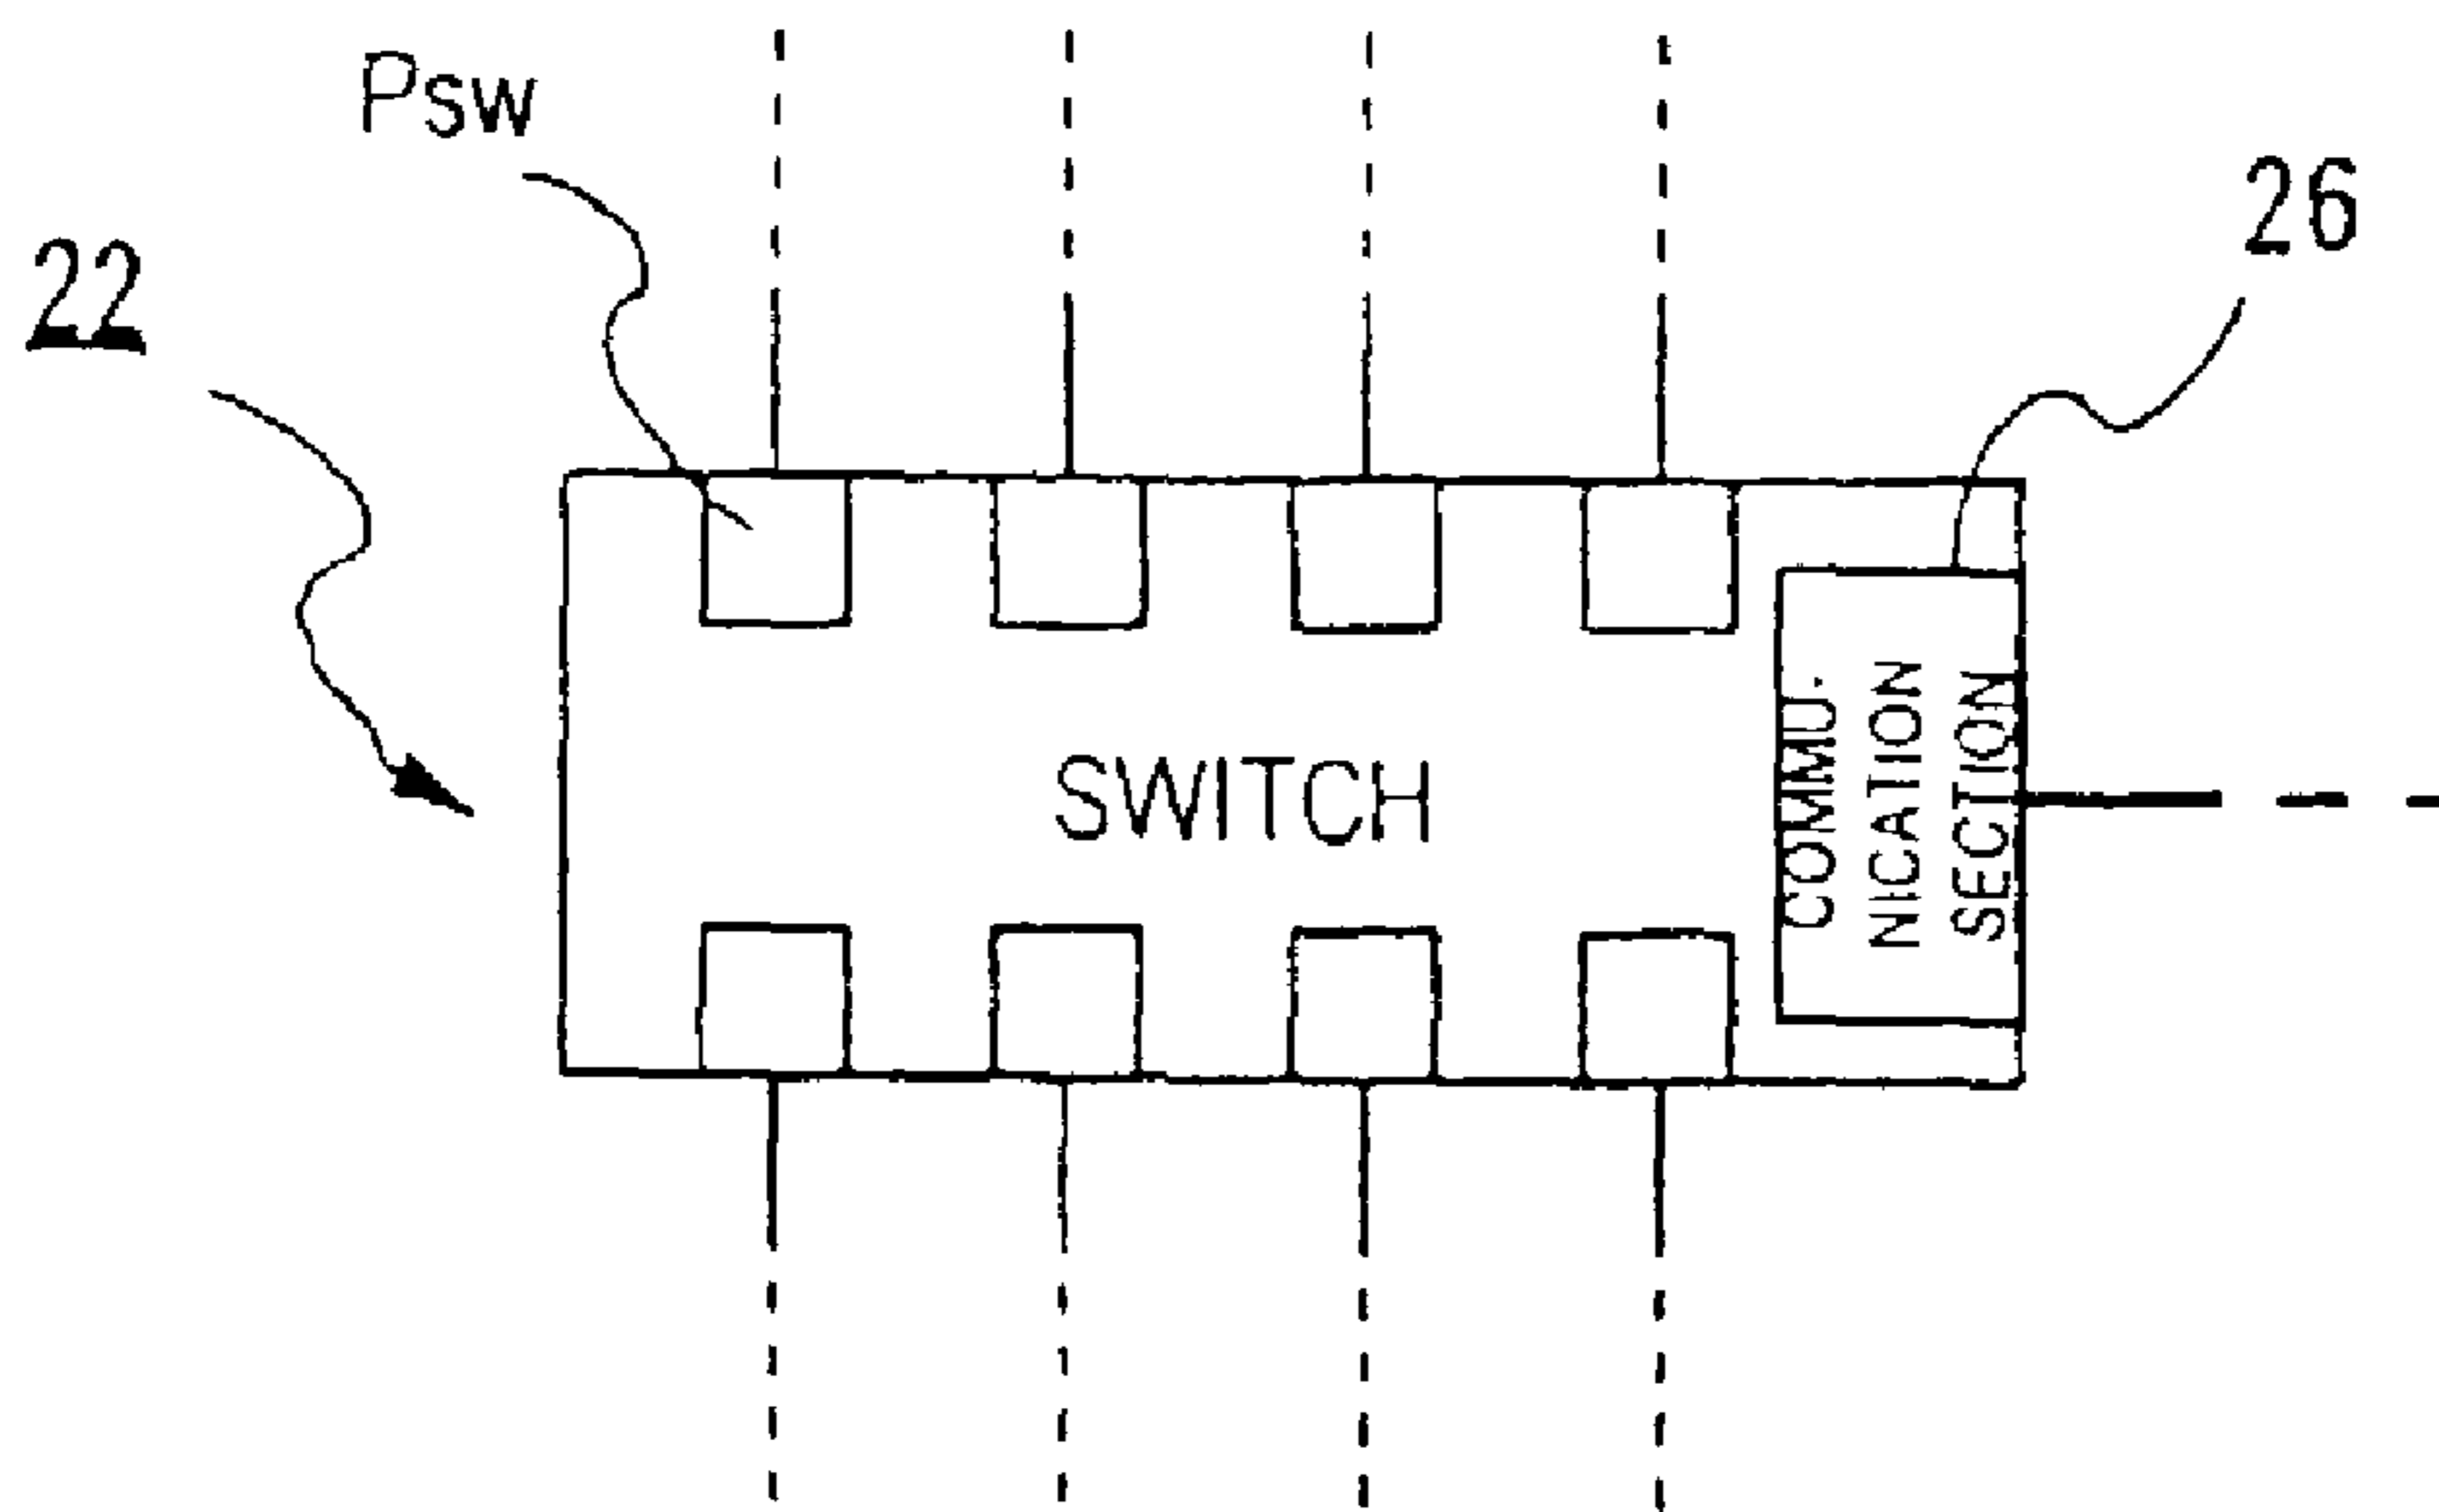 Psw
26
22
SWITCH
COMMU-
NICATION
SECTION